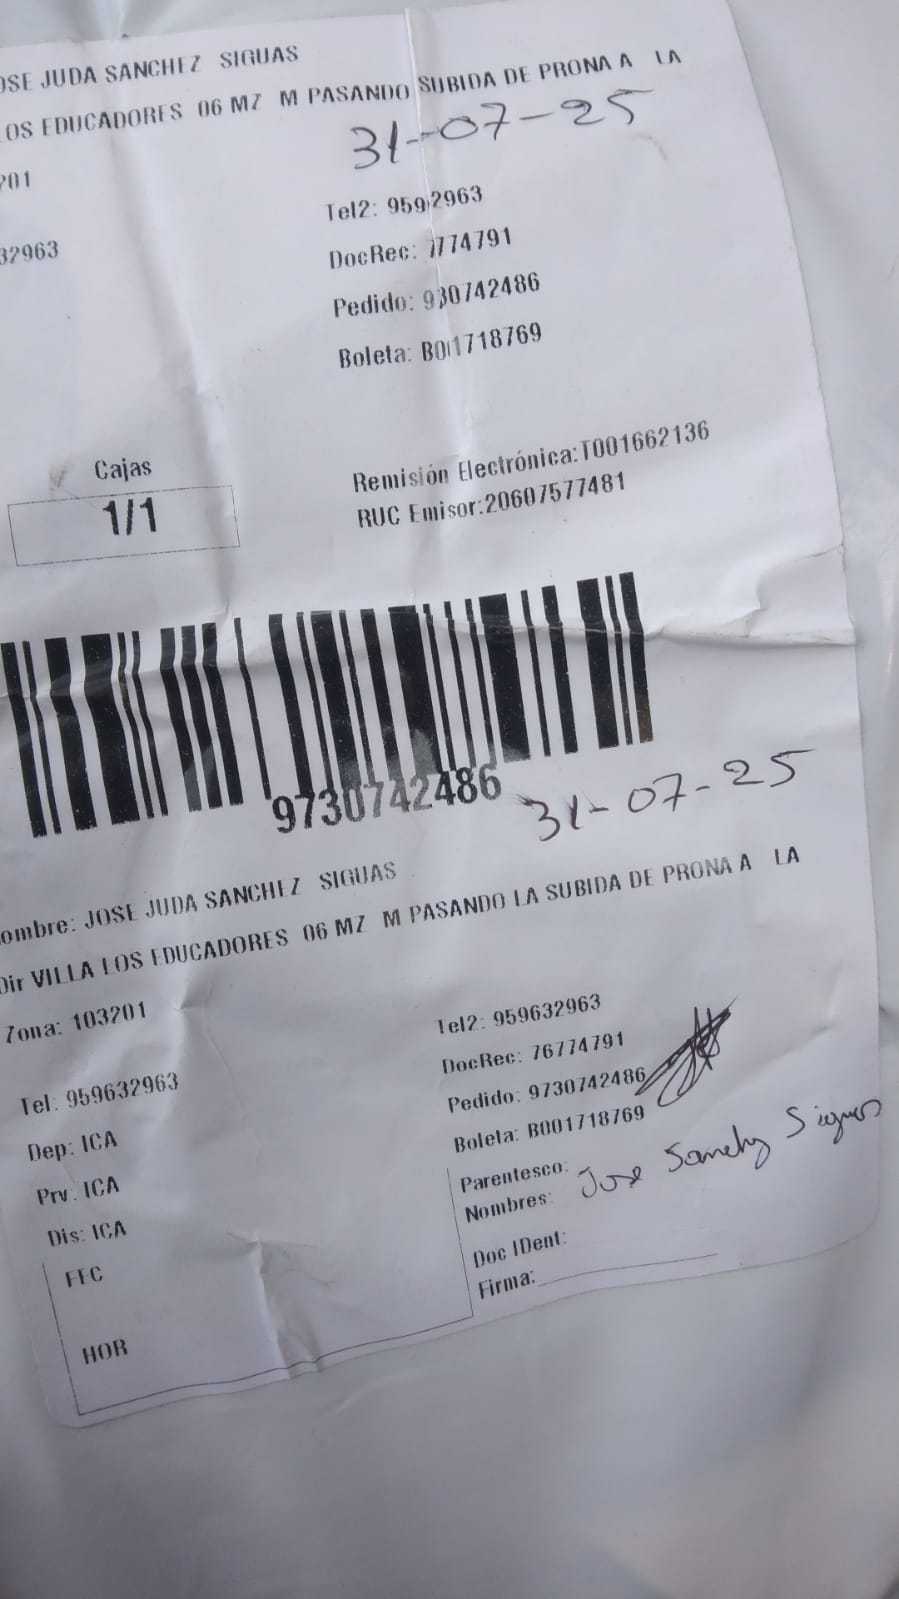 OSE JUDA SANCHEZ SIGUAS
LOS EDUCADORES 06 MZ M PASANDO SUBIDA DE PRONA A LA
31-07-25
201
Tel2: 959 2963
32963
DocRec: 7774791
Pedido: 930742486
Boleta: B001718769
Cajas
1/1
Remisión Electrónica:T001662136
RUC Emisor:20607577481
9730742486
31-07-25
ombre: JOSE JUDA SANCHEZ SIGUAS
Dir VILLA LOS EDUCADORES 06 MZ M PASANDO LA SUBIDA DE PRONA A LA
Zona: 103201
Tel2: 959632963
Tel: 959632963
DocRec: 76774791
Dep: ICA
Pedido: 9730742486
Prv: ICA
Boleta: B001718769
Dis: ICA
Parentesco:
Nombres: Jose Sanchez Siguas
FEC
Doc IDent:
Firma:
HOR